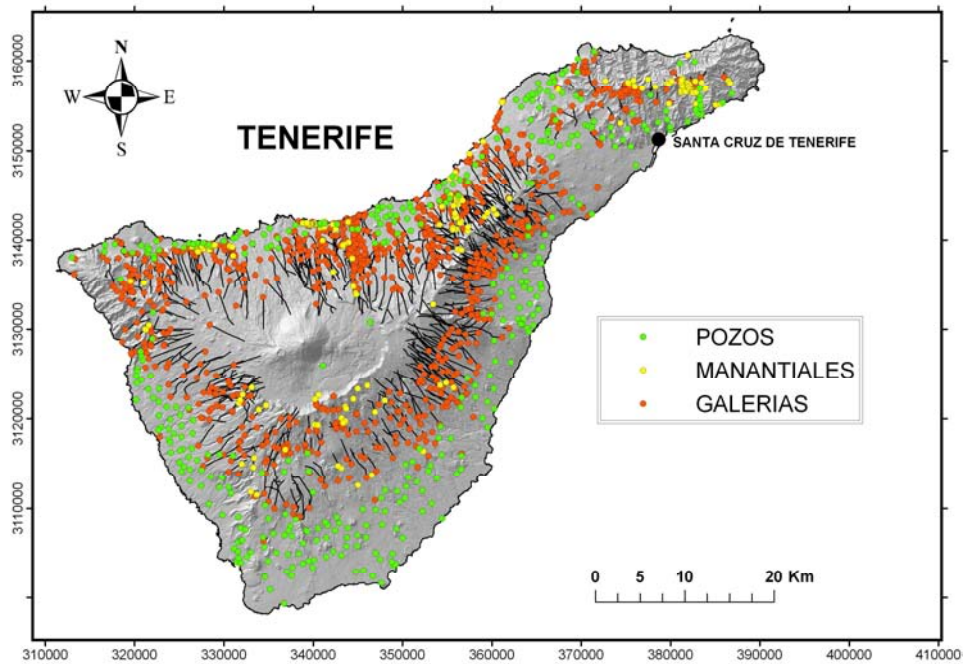 N
W E
S
TENERIFE
SANTA CRUZ DE TENERIFE
POZOS
MANANTIALES
GALERIAS
0 5 10 20 Km
3160000
3150000
3140000
3130000
3120000
3110000
310000 320000 330000 340000 350000 360000 370000 380000 390000 400000 410000